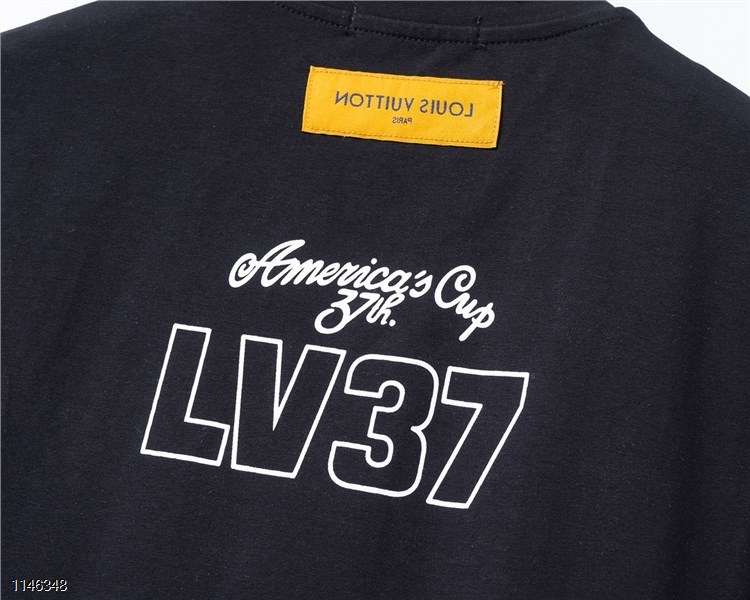 LOUIS VUITTON
PARIS
America's Cup
37th.
LV37
1146348